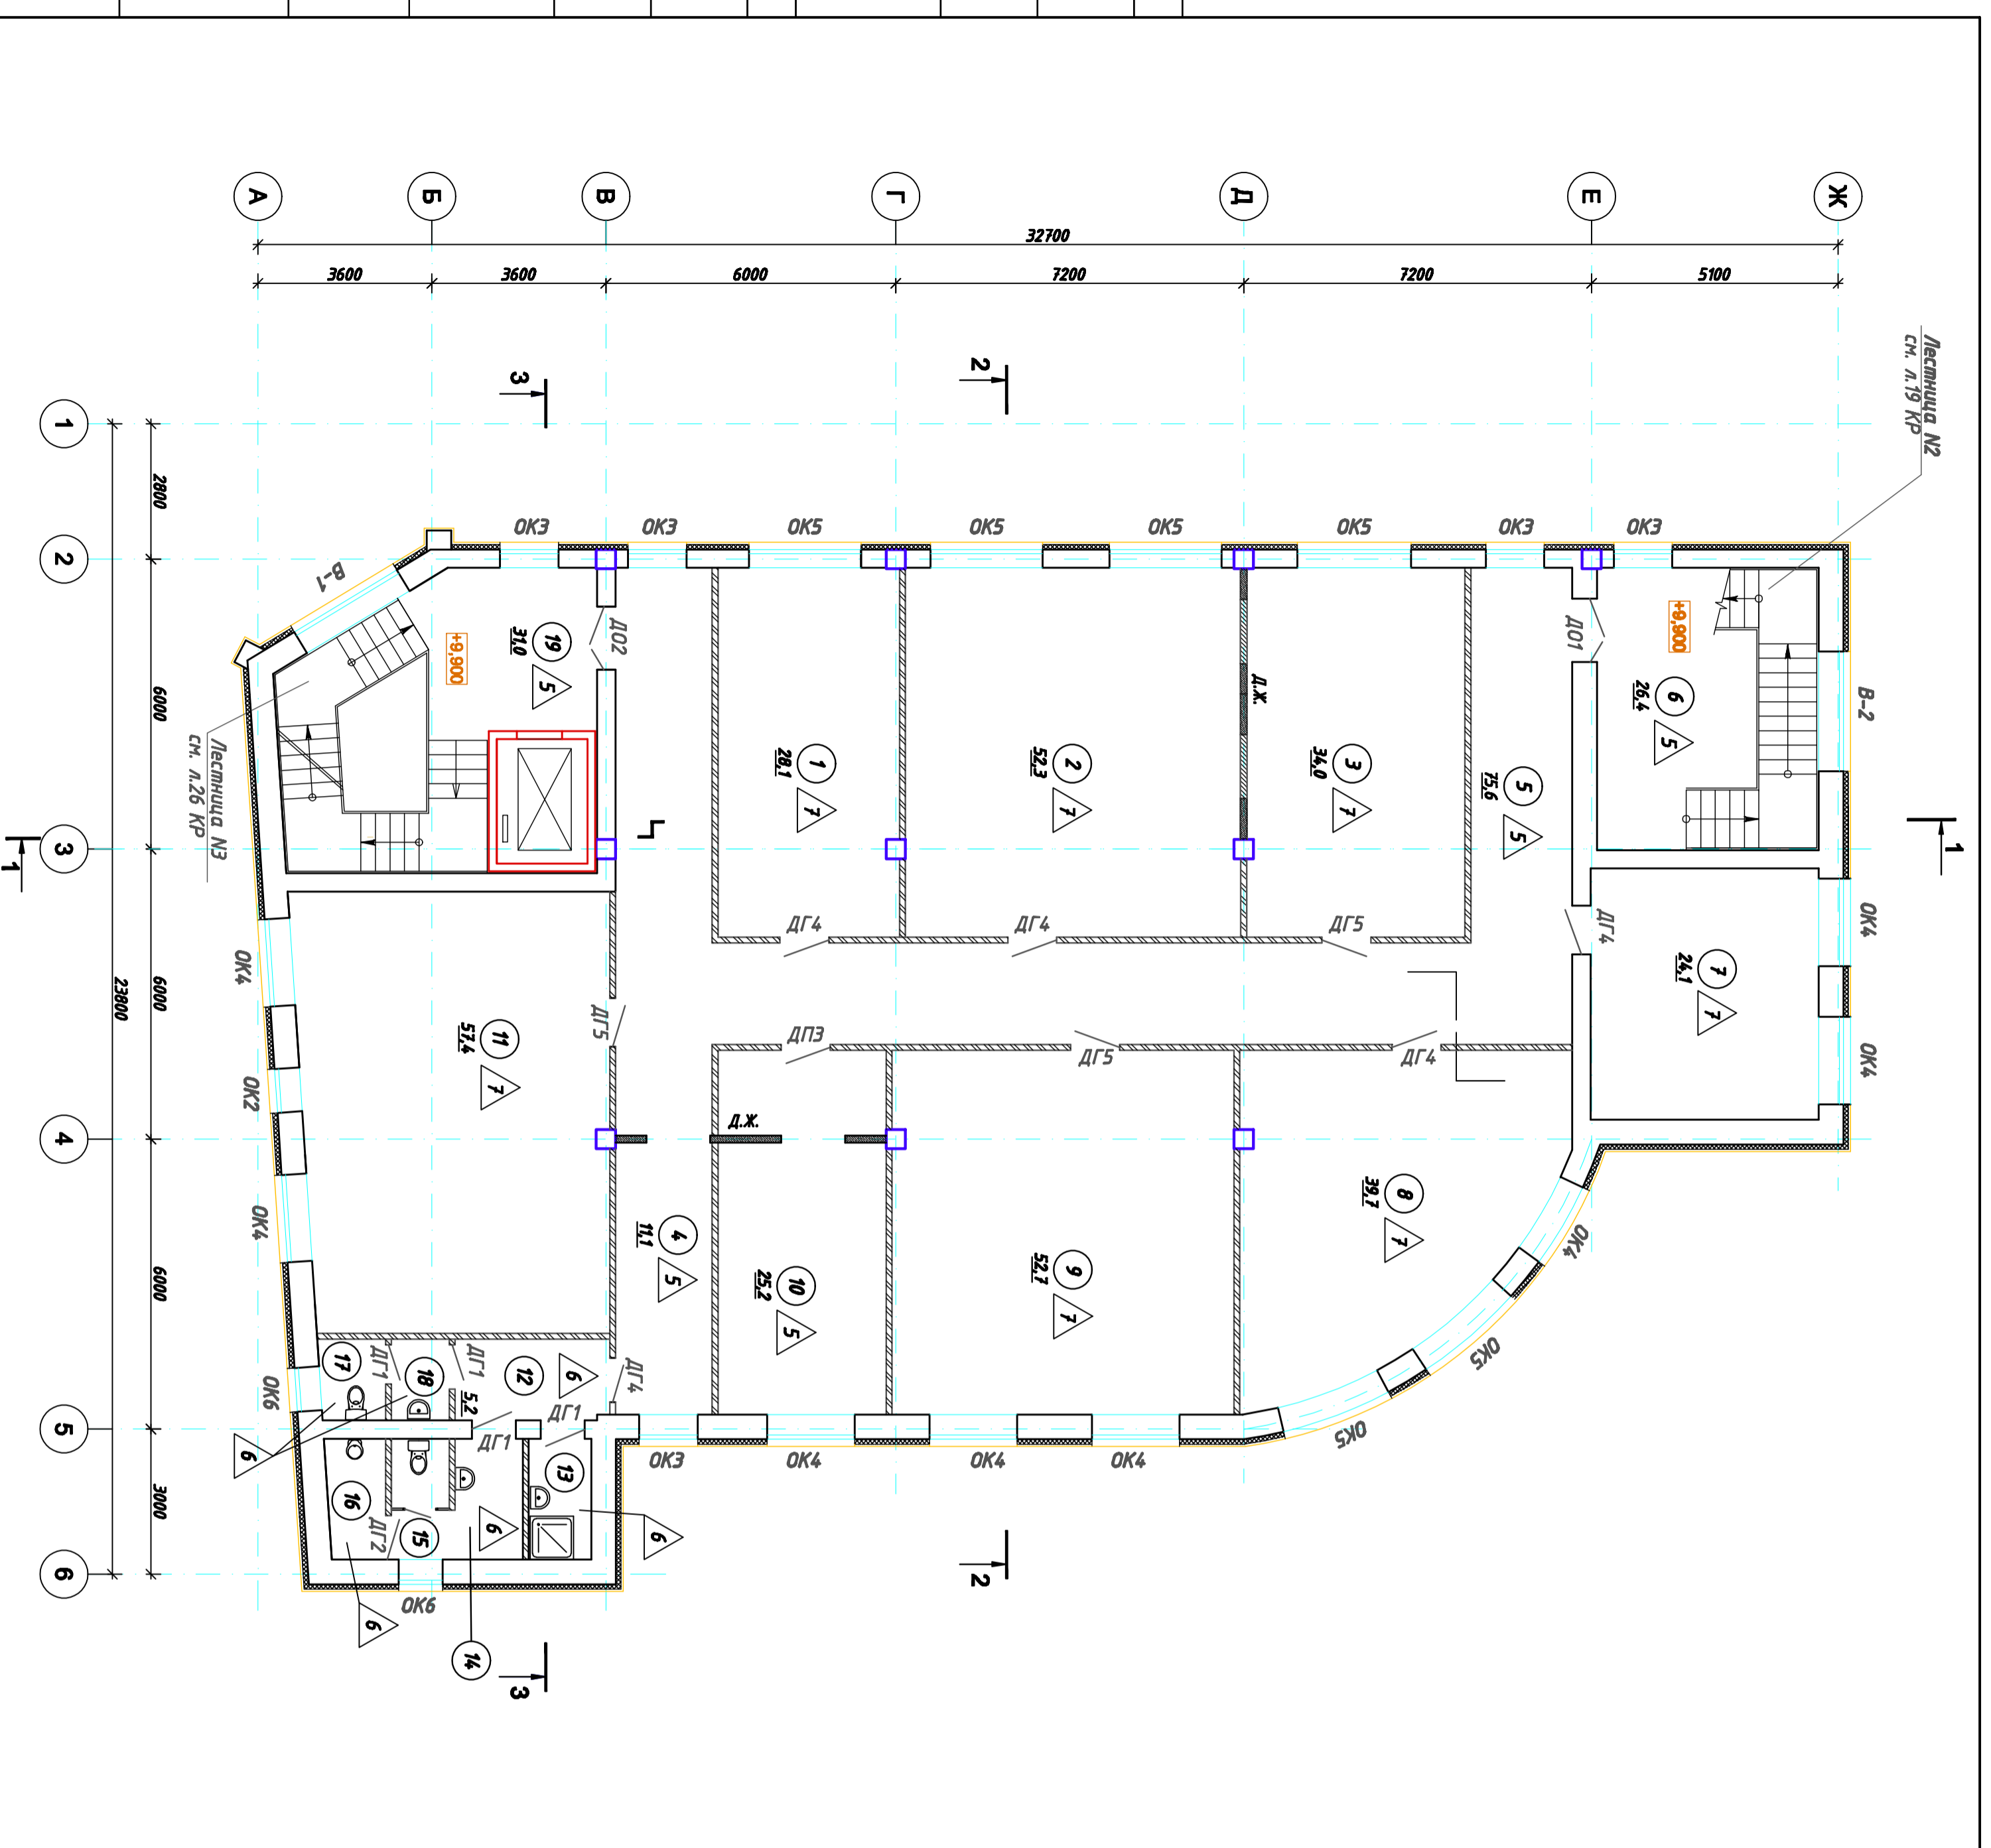 А
Б
В
Г
Д
Е
Ж
32700
3600
3600
6000
7200
7200
5100
Лестница N2
см. л.19 КР
3
2
1
2800
2
6000
3
6000
4
6000
5
3000
6
23800
ОК3
ОК3
ОК5
ОК5
ОК5
ОК5
ОК3
ОК3
В-1
В-2
19
31,0
5
+9,900
ДО2
ДО1
+9,900
6
26,4
5
Д.Ж.
1
28,1
7
2
52,3
7
3
34,0
7
5
75,6
5
Лестница N3
см. л.26 КР
1
1
ДГ4
ДГ4
ДГ5
ДГ4
ОК4
ОК4
7
24,1
7
ОК4
ОК2
ОК4
ОК6
11
57,4
7
ДГ5
ДП3
ДГ5
ДГ4
Д.Ж.
4
11,1
5
10
25,2
5
9
52,7
7
8
39,7
7
ОК4
ОК5
ОК5
17
ДГ1
18
ДГ1
5,2
12
6
ДГ4
ДГ1
ДГ1
6
ОК3
ОК4
ОК4
ОК4
13
16
ДГ2
15
6
6
6
ОК6
14
2
3